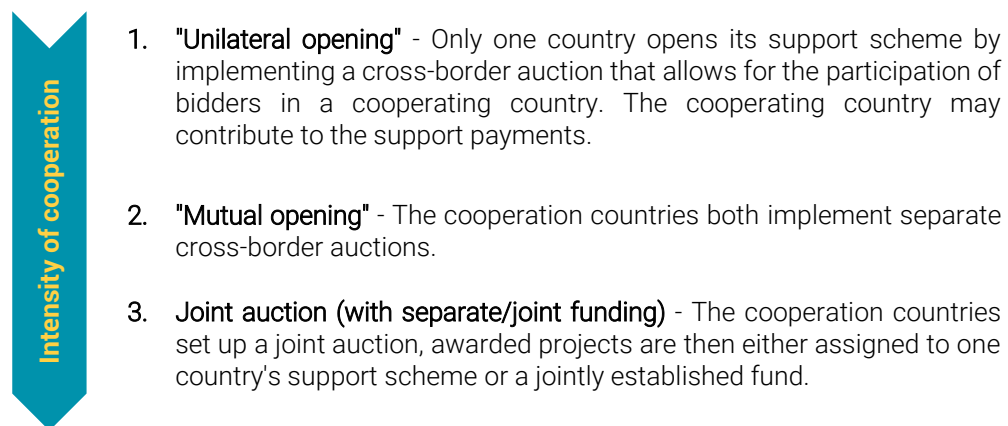 Intensity of cooperation
1. "Unilateral opening" - Only one country opens its support scheme by
implementing a cross-border auction that allows for the participation of
bidders in a cooperating country. The cooperating country may
contribute to the support payments.
2. "Mutual opening" - The cooperation countries both implement separate
cross-border auctions.
3. Joint auction (with separate/joint funding) - The cooperation countries
set up a joint auction, awarded projects are then either assigned to one
country's support scheme or a jointly established fund.